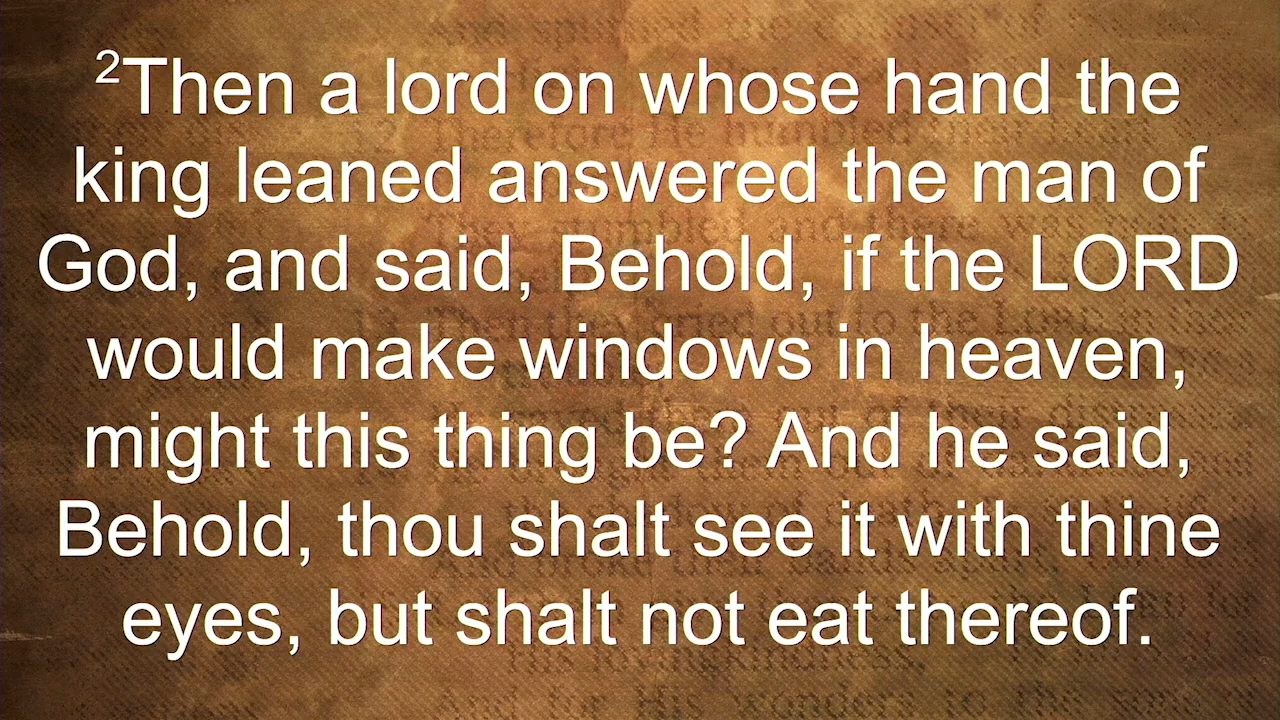 2Then a lord on whose hand the
king leaned answered the man of
God, and said, Behold, if the LORD
would make windows in heaven,
might this thing be? And he said,
Behold, thou shalt see it with thine
eyes, but shalt not eat thereof.